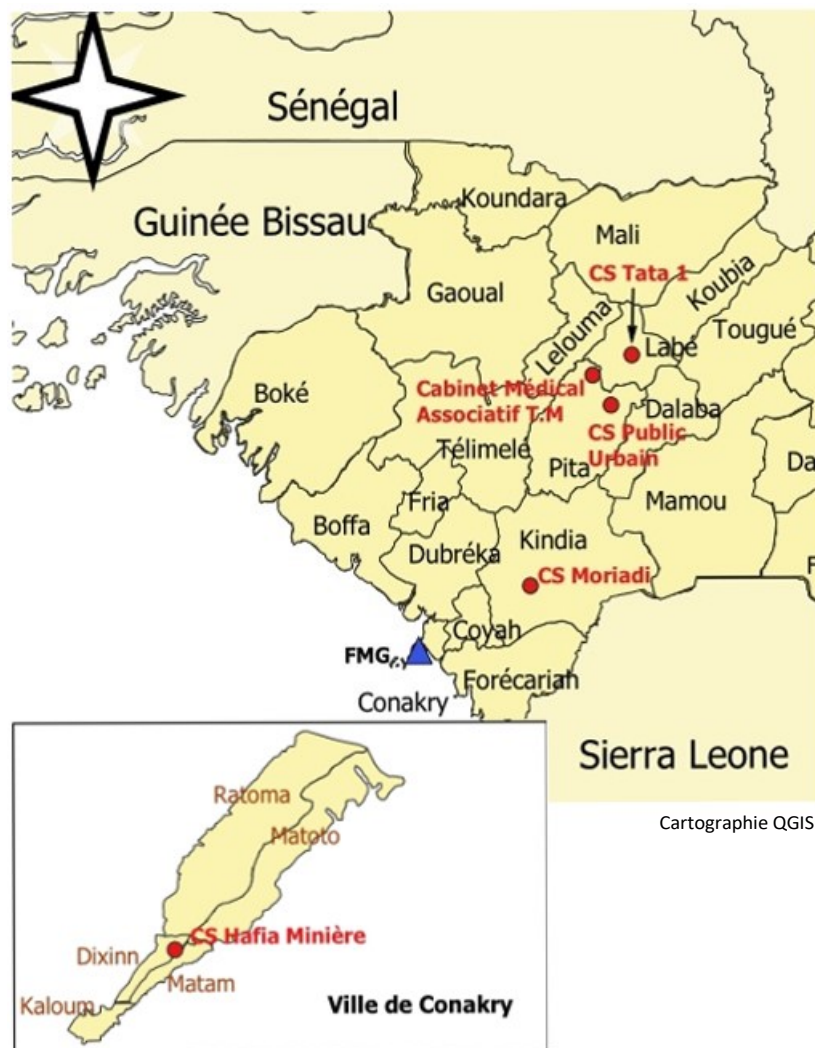 Sénégal
Koundara
Guinée Bissau
Mali
CS Tata 1
Koubia
Gaoual
Tougué
Lelouma
Labé
Boké
Cabinet Médical
Associatif T.M
Dalaba
CS Public
Urbain
Télimelé
Pita
Da
Fria
Mamou
Boffa
Kindia
Dubréka
F
CS Moriadi
Coyah
FMG
Forécariah
Conakry
Sierra Leone
Ratoma
Cartographie QGIS
Matoto
CS Hafia Minière
Dixinn
Matam
Kaloum
Ville de Conakry